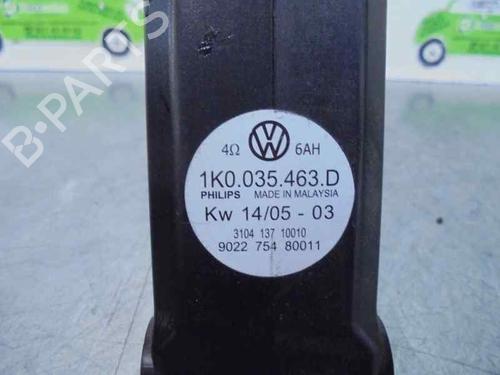 B-PARTS
4Ω 6AH
1K0.035.463.D
PHILIPS MADE IN MALAYSIA
Kw 14/05 - 03
3104 137 10010
9022 754 80011